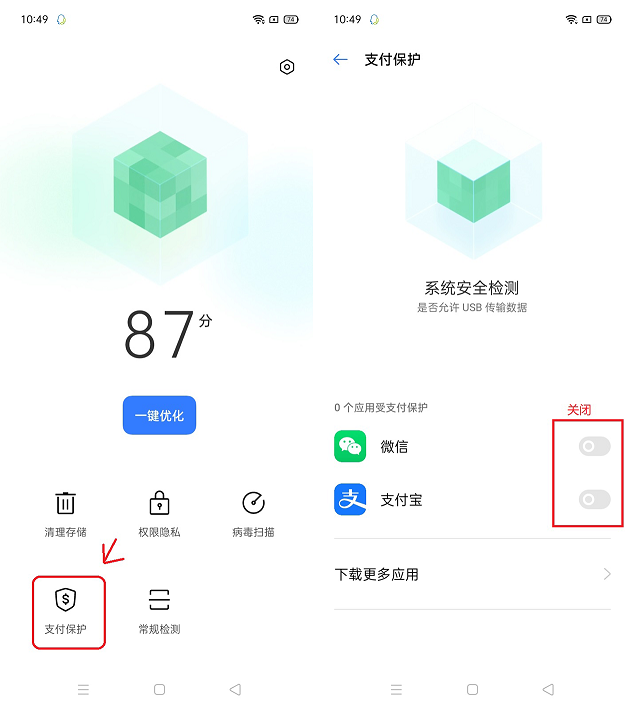 10:49
74
87分
一键优化
清理存储
权限隐私
病毒扫描
支付保护
常规检测
10:49
74
支付保护
系统安全检测
是否允许 USB 传输数据
0 个应用受支付保护
关闭
微信
支付宝
下载更多应用